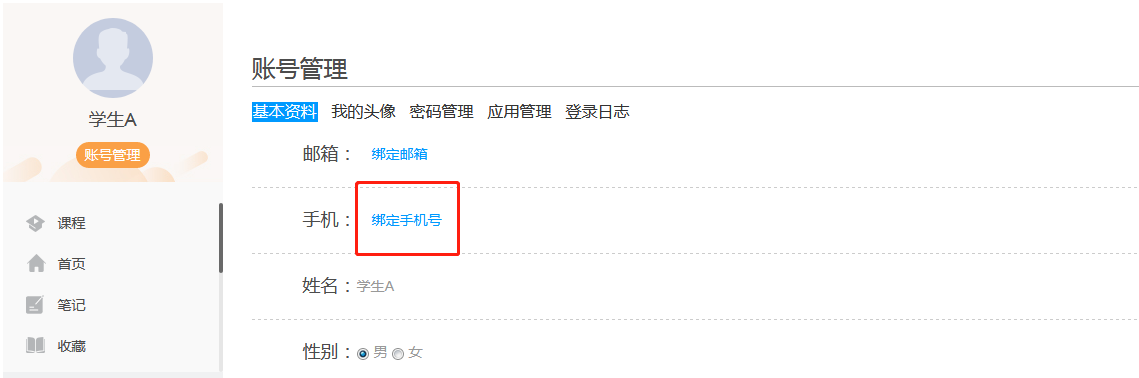 学生A
账号管理
课程
首页
笔记
收藏
账号管理
基本资料 我的头像 密码管理 应用管理 登录日志
邮箱： 绑定邮箱
手机： 绑定手机号
姓名：学生A
性别： 男 女